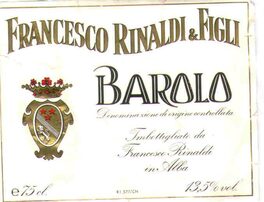 FRANCESCO RINALDI & FIGLI
BAROLO
Denominazione di origine controllata
Imbottigliato da
Francesco Rinaldi
in Alba
e 75 cl.
13,5% vol.